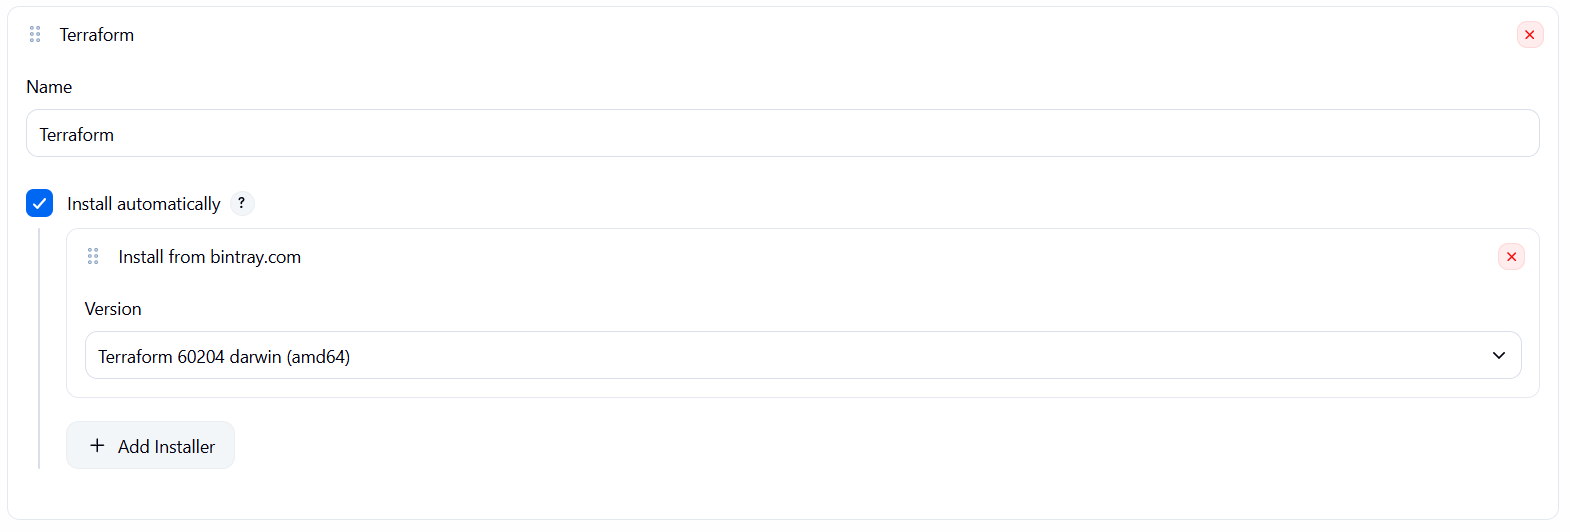 Terraform
Name
Terraform
Install automatically ?
Install from bintray.com
Version
Terraform 60204 darwin (amd64)
Add Installer